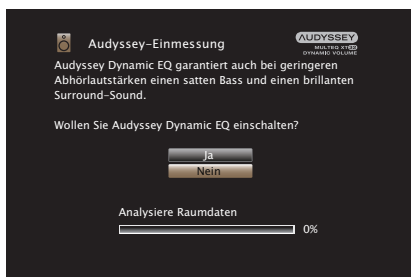 Audyssey-Einmessung
AUDYSSEY
MULTEQ XT32
DYNAMIC VOLUME
Audyssey Dynamic EQ garantiert auch bei geringeren
Abhörlautstärken einen satten Bass und einen brillanten
Surround-Sound.
Wollen Sie Audyssey Dynamic EQ einschalten?
Ja
Nein
Analysiere Raumdaten
0%